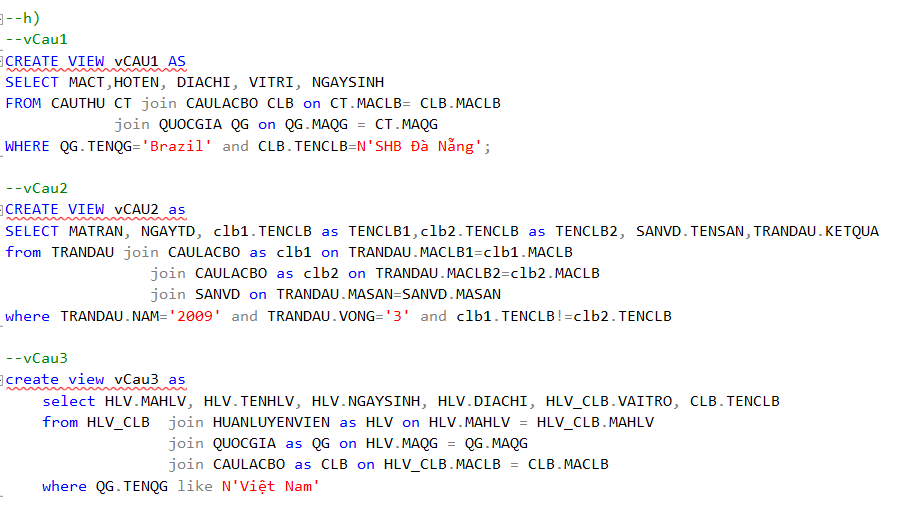 --h)
--vCau1
CREATE VIEW vCAU1 AS
SELECT MACT,HOTEN, DIACHI, VITRI, NGAYSINH
FROM CAUTHU CT join CAULACBO CLB on CT.MACLB= CLB.MACLB
join QUOCGIA QG on QG.MAQG = CT.MAQG
WHERE QG.TENQG='Brazil' and CLB.TENCLB=N'SHB Đà Nẵng';
--vCau2
CREATE VIEW vCAU2 as
SELECT MATRAN, NGAYTD, clb1.TENCLB as TENCLB1,clb2.TENCLB as TENCLB2, SANVD.TENSAN,TRANDAU.KETQUA
from TRANDAU join CAULACBO as clb1 on TRANDAU.MACLB1=clb1.MACLB
join CAULACBO as clb2 on TRANDAU.MACLB2=clb2.MACLB
join SANVD on TRANDAU.MASAN=SANVD.MASAN
where TRANDAU.NAM='2009' and TRANDAU.VONG='3' and clb1.TENCLB!=clb2.TENCLB
--vCau3
create view vCau3 as
select HLV.MAHLV, HLV.TENHLV, HLV.NGAYSINH, HLV.DIACHI, HLV_CLB.VAITRO, CLB.TENCLB
from HLV_CLB join HUANLUYENVIEN as HLV on HLV.MAHLV = HLV_CLB.MAHLV
join QUOCGIA as QG on HLV.MAQG = QG.MAQG
join CAULACBO as CLB on HLV_CLB.MACLB = CLB.MACLB
where QG.TENQG like N'Việt Nam'